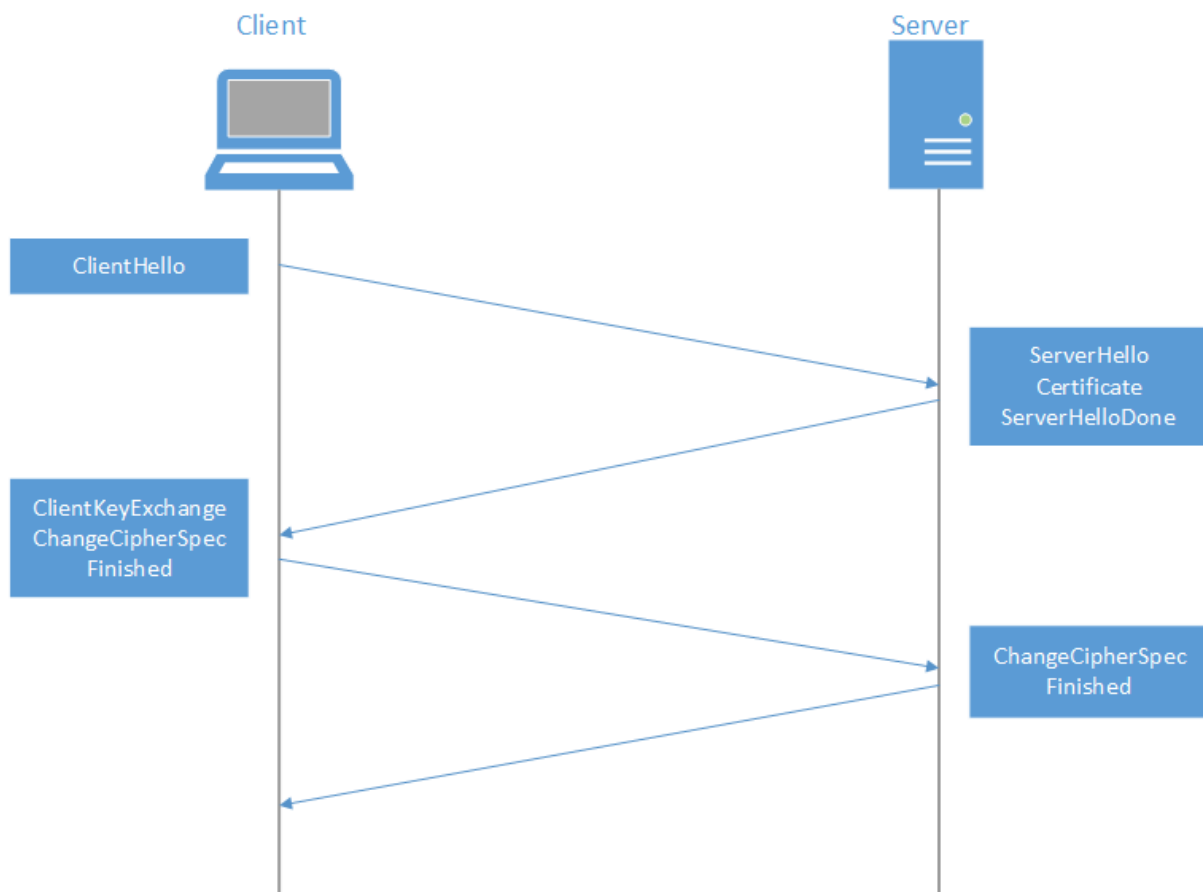 Client
Server
ClientHello
ServerHello
Certificate
ServerHelloDone
ClientKeyExchange
ChangeCipherSpec
Finished
ChangeCipherSpec
Finished